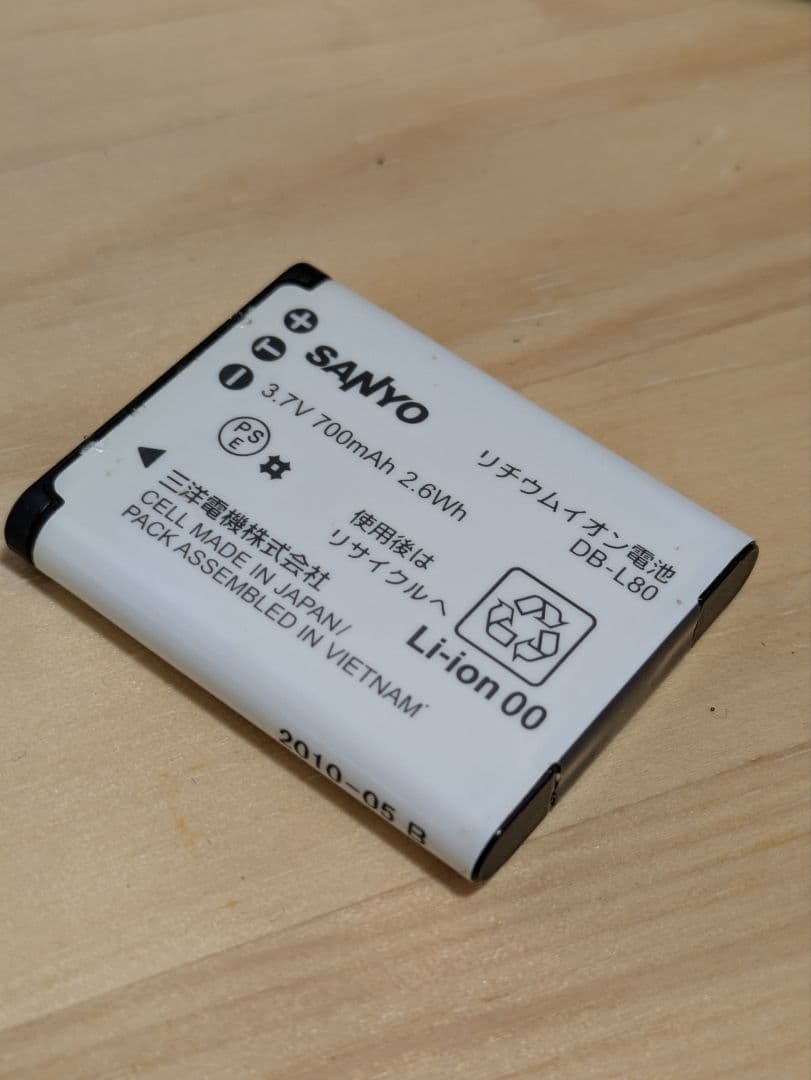 SANYO
3.7V 700mAh 2.6Wh
リチウムイオン電池
DB-L80
PS
E
三洋電機株式会社
CELL MADE IN JAPAN/
PACK ASSEMBLED IN VIETNAM
使用後は
リサイクルへ
Li-ion 00
2010-05 B